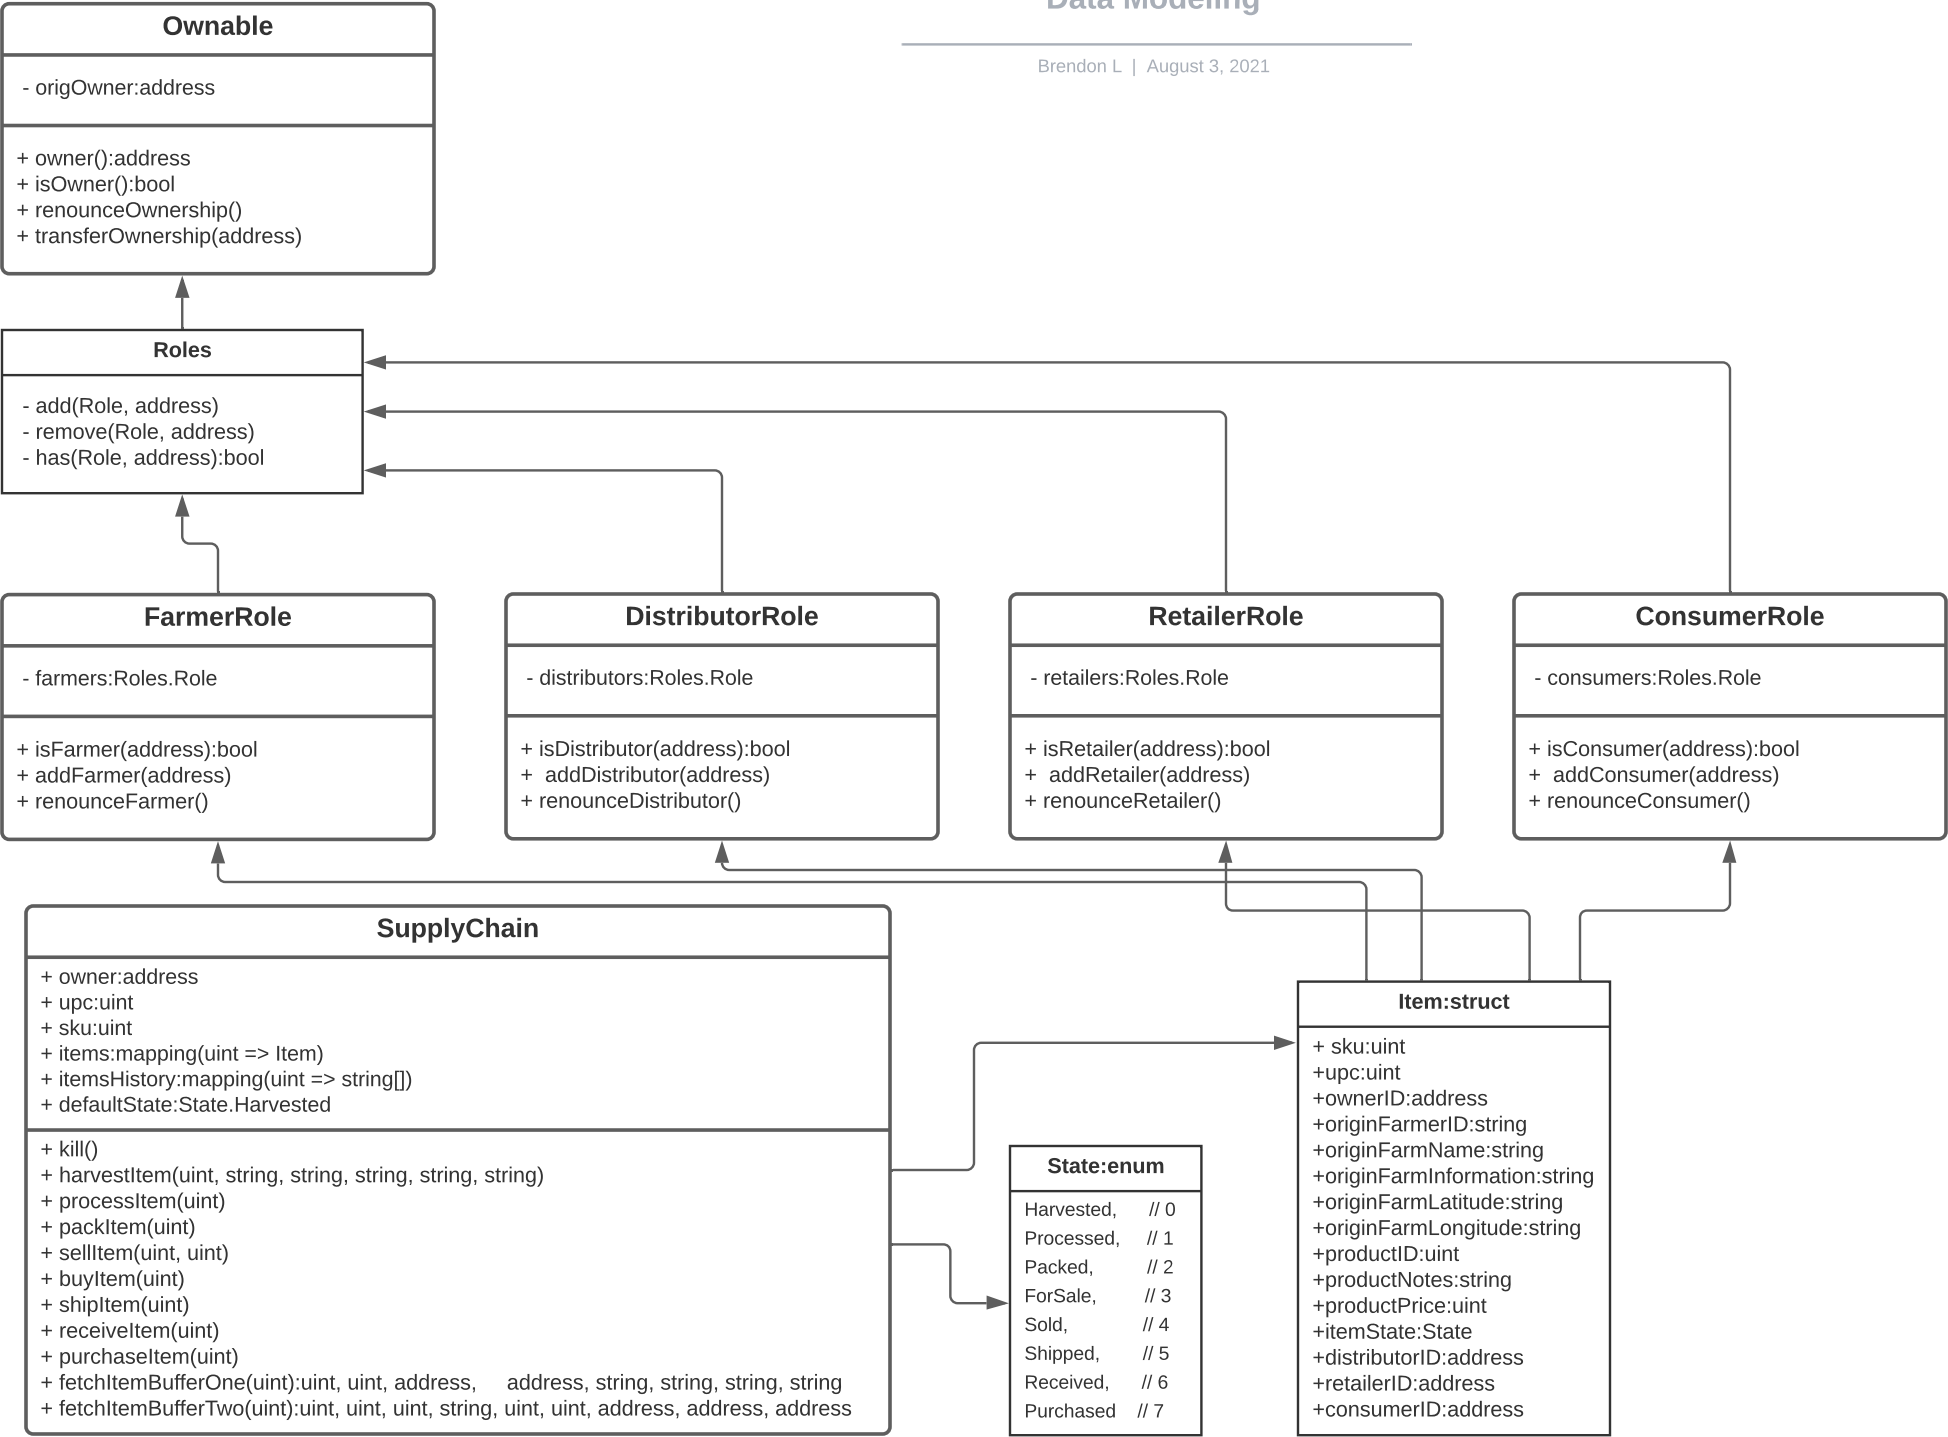 Data Modeling
Brendon L | August 3, 2021
Ownable
- origOwner:address
+ owner():address
+ isOwner():bool
+ renounceOwnership()
+ transferOwnership(address)
Roles
- add(Role, address)
- remove(Role, address)
- has(Role, address):bool
FarmerRole
- farmers:Roles.Role
+ isFarmer(address):bool
+ addFarmer(address)
+ renounceFarmer()
DistributorRole
- distributors:Roles.Role
+ isDistributor(address):bool
+ addDistributor(address)
+ renounceDistributor()
RetailerRole
- retailers:Roles.Role
+ isRetailer(address):bool
+ addRetailer(address)
+ renounceRetailer()
ConsumerRole
- consumers:Roles.Role
+ isConsumer(address):bool
+ addConsumer(address)
+ renounceConsumer()
SupplyChain
+ owner:address
+ upc:uint
+ sku:uint
+ items:mapping(uint => Item)
+ itemsHistory:mapping(uint => string[])
+ defaultState:State.Harvested
+ kill()
+ harvestItem(uint, string, string, string, string, string)
+ processItem(uint)
+ packItem(uint)
+ sellItem(uint, uint)
+ buyItem(uint)
+ shipItem(uint)
+ receiveItem(uint)
+ purchaseItem(uint)
+ fetchItemBufferOne(uint):uint, uint, address, address, string, string, string, string
+ fetchItemBufferTwo(uint):uint, uint, uint, string, uint, uint, address, address, address
State:enum
Harvested, // 0
Processed, // 1
Packed, // 2
ForSale, // 3
Sold, // 4
Shipped, // 5
Received, // 6
Purchased // 7
Item:struct
+ sku:uint
+upc:uint
+ownerID:address
+originFarmerID:string
+originFarmName:string
+originFarmInformation:string
+originFarmLatitude:string
+originFarmLongitude:string
+productID:uint
+productNotes:string
+productPrice:uint
+itemState:State
+distributorID:address
+retailerID:address
+consumerID:address